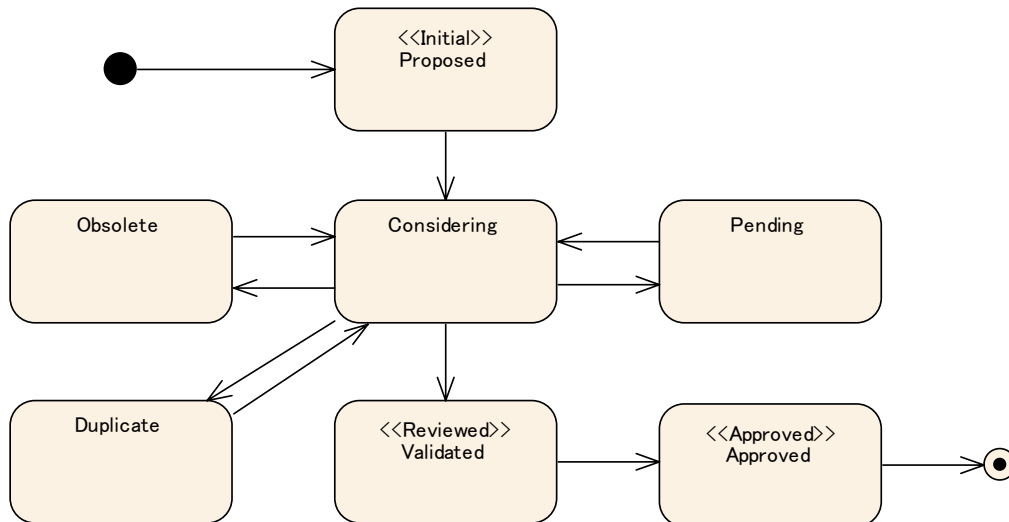 <<Initial>>
Proposed
Obsolete
Considering
Pending
Duplicate
<<Reviewed>>
Validated
<<Approved>>
Approved